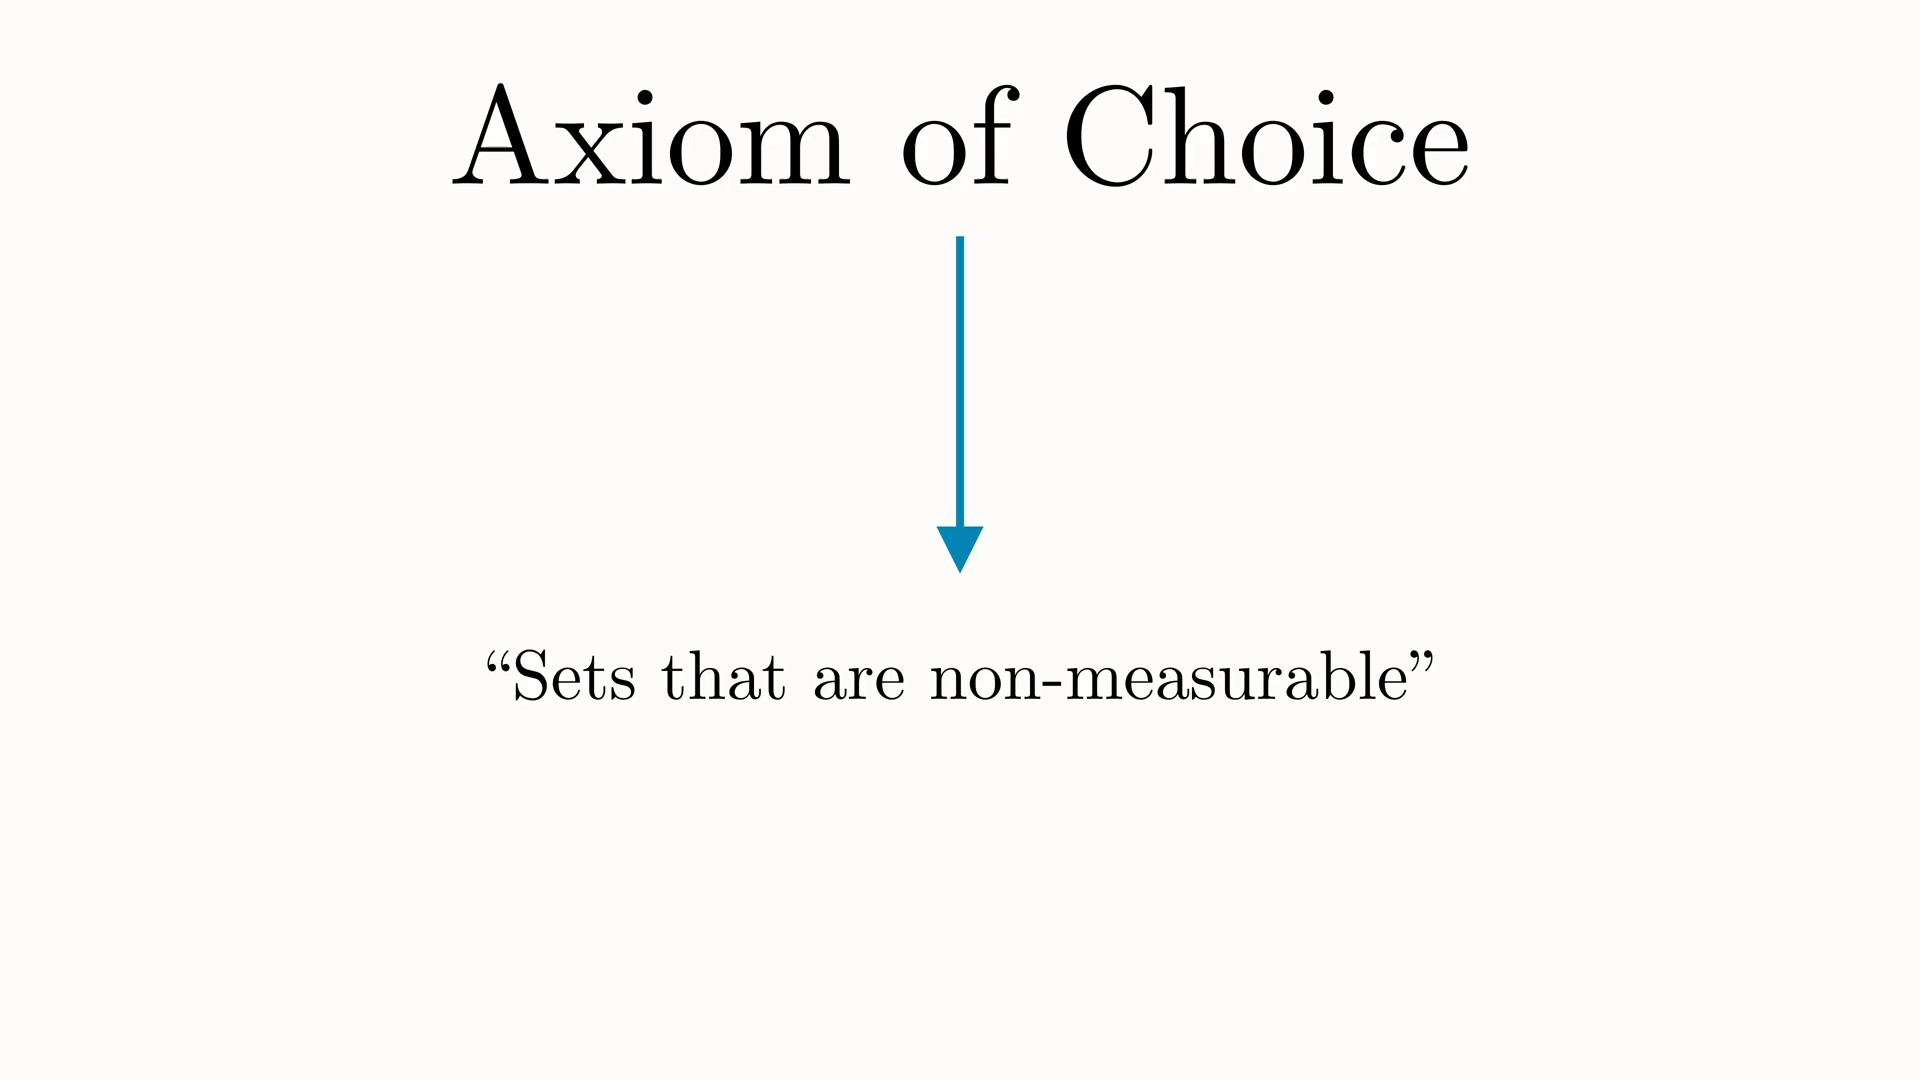 Axiom of Choice
“Sets that are non-measurable”